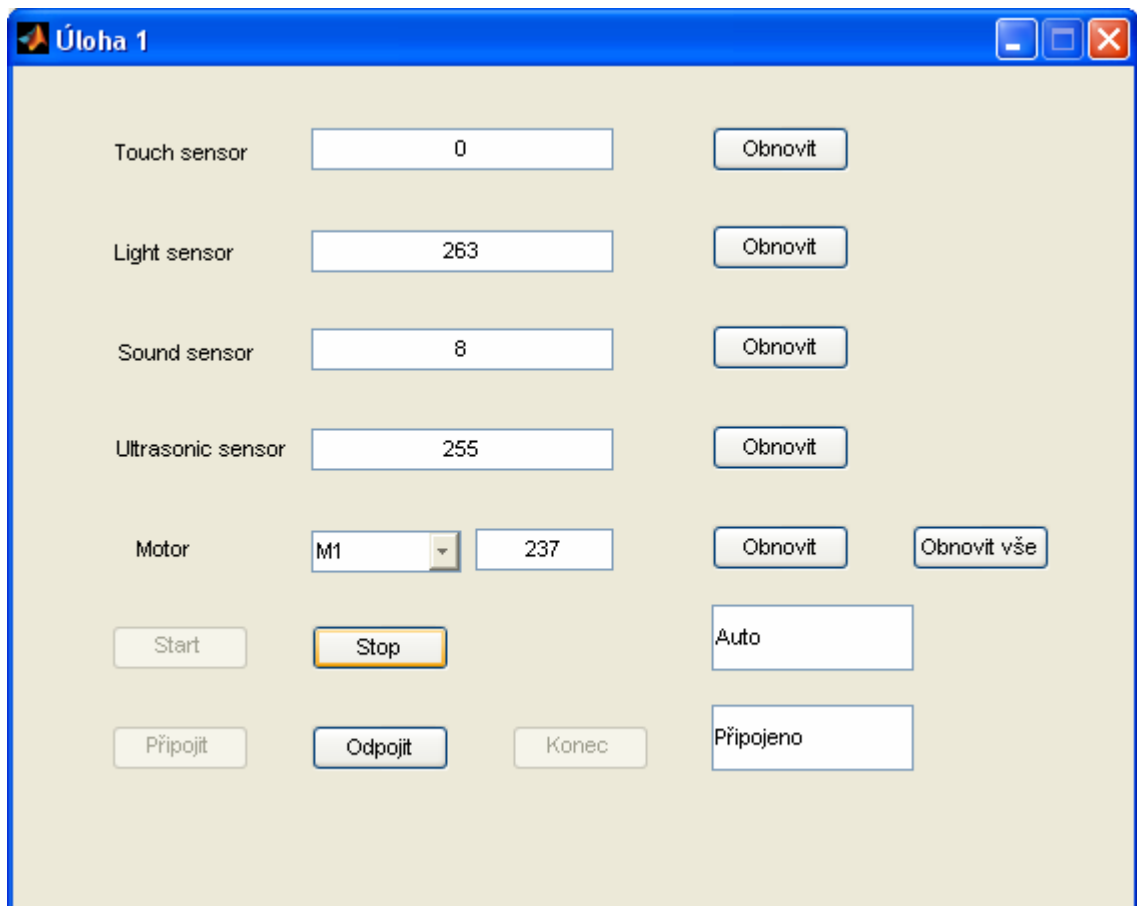 Úloha 1
Touch sensor 0 Obnovit
Light sensor 263 Obnovit
Sound sensor 8 Obnovit
Ultrasonic sensor 255 Obnovit
Motor M1 237 Obnovit Obnovit vše
Start Stop Auto
Připojit Odpojit Konec Připojeno